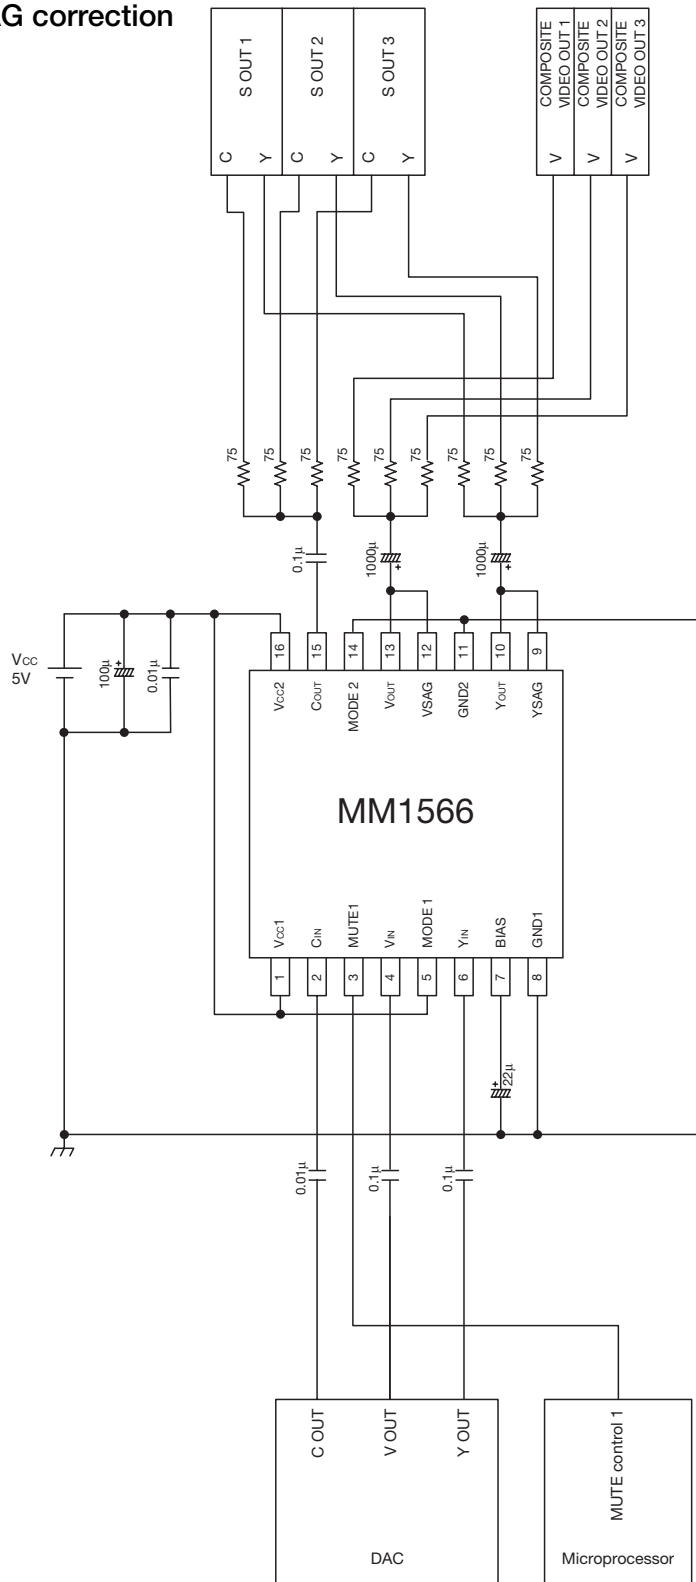 AG correction
S OUT 1
S OUT 2
S OUT 3
COMPOSITE
VIDEO OUT 1
COMPOSITE
VIDEO OUT 2
COMPOSITE
VIDEO OUT 3
C
Y
C
Y
C
Y
V
V
V
75
75
75
75
75
75
75
75
75
0.1µ
1000µ
+
1000µ
+
Vcc
5V
100µ
+
0.01µ
16
15
14
13
12
11
10
9
Vcc2
COUT
MODE 2
VOUT
VSAG
GND2
YOUT
YSAG
MM1566
Vcc1
CIN
MUTE1
VIN
MODE 1
YIN
BIAS
GND1
1
2
3
4
5
6
7
8
+
22µ
0.01µ
0.1µ
0.1µ
C OUT
V OUT
Y OUT
MUTE control 1
DAC
Microprocessor